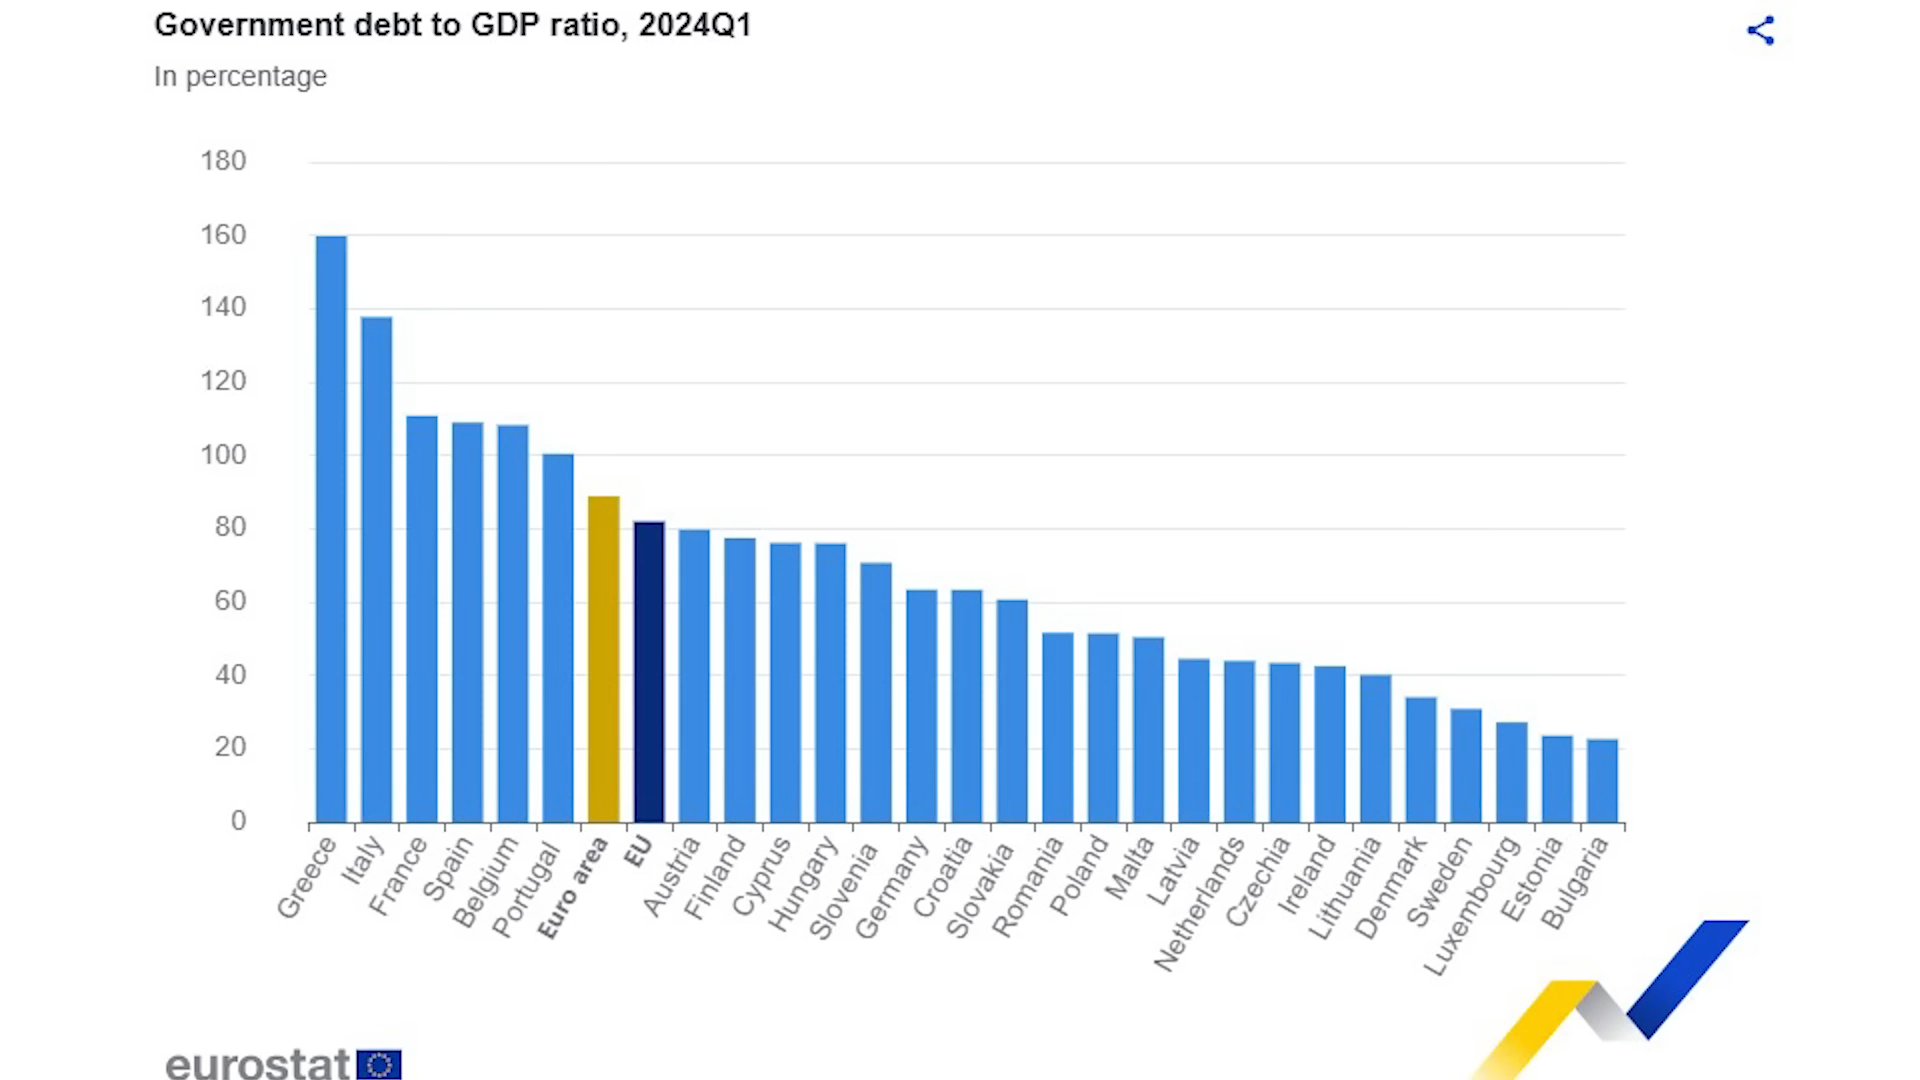 Government debt to GDP ratio, 2024Q1
In percentage
180
160
140
120
100
80
60
40
20
0
Greece
Italy
France
Spain
Belgium
Portugal
Euro area
EU
Austria
Finland
Cyprus
Hungary
Slovenia
Germany
Croatia
Slovakia
Romania
Poland
Malta
Latvia
Netherlands
Czechia
Ireland
Lithuania
Denmark
Sweden
Luxembourg
Estonia
Bulgaria
eurostat